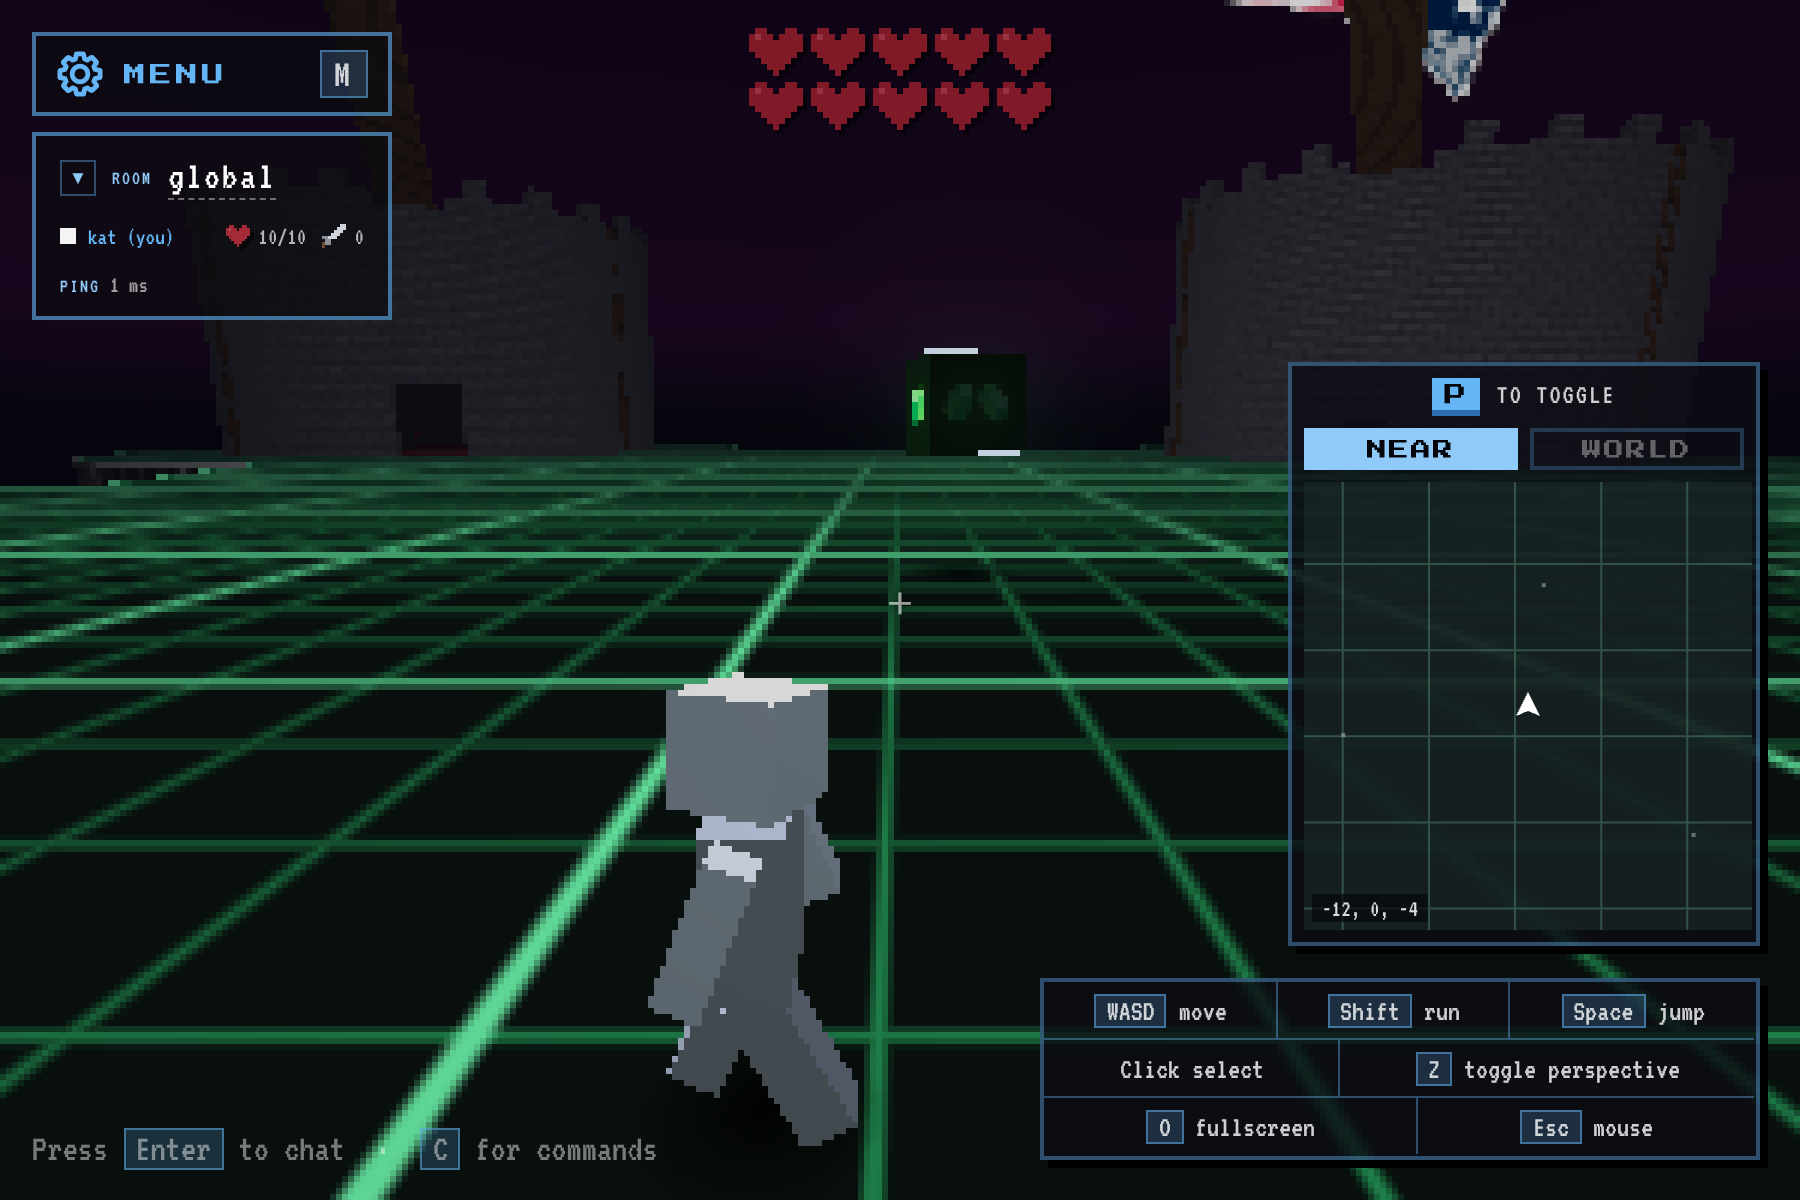 MENU M
▼ ROOM global
kat (you) 10/10 0
PING 1 ms
P TO TOGGLE
NEAR WORLD
-12, 0, -4
WASD move Shift run Space jump
Click select Z toggle perspective
O fullscreen Esc mouse
Press Enter to chat · C for commands